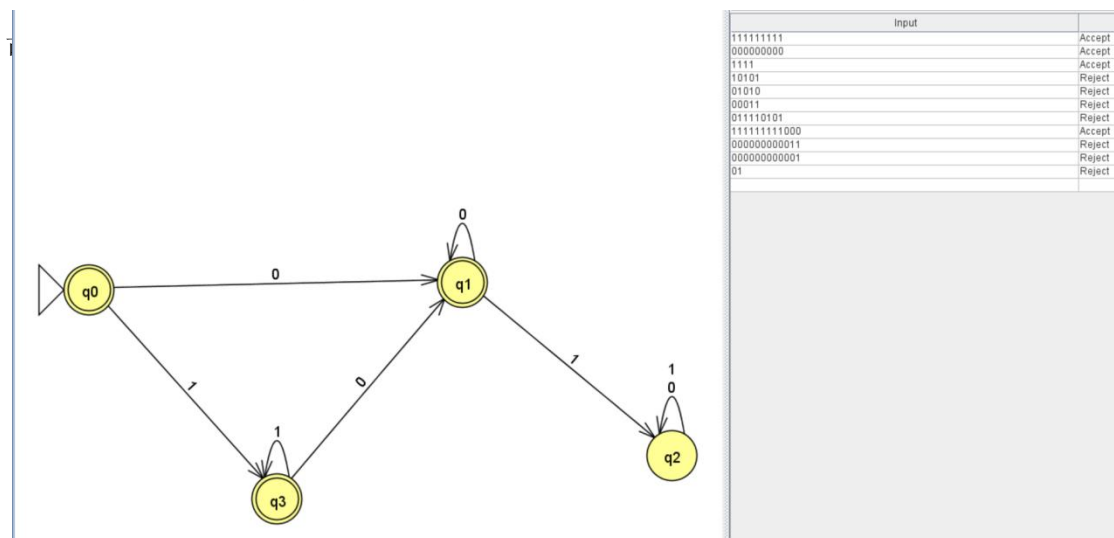 Input
111111111 Accept
000000000 Accept
1111 Accept
10101 Reject
01010 Reject
00011 Reject
011110101 Reject
111111111000 Accept
000000000011 Reject
000000000001 Reject
01 Reject
0
q0
0
q1
1
0
1
1
0
1
q2
q3